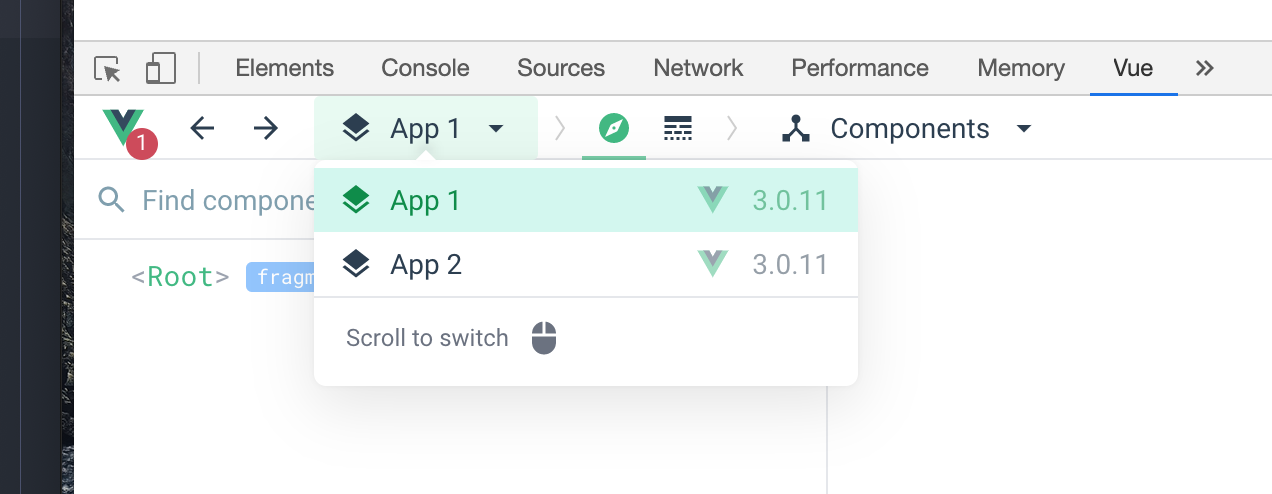 Elements Console Sources Network Performance Memory Vue »
1 App 1 Components
Find compone
App 1 3.0.11
App 2 3.0.11
<Root> fragm
Scroll to switch